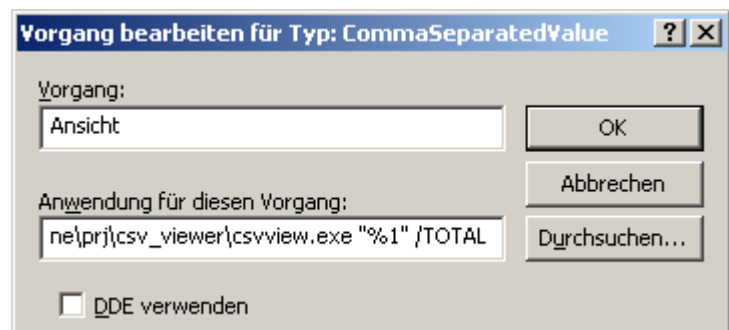 Vorgang bearbeiten für Typ: CommaSeparatedValue
Vorgang:
Ansicht
OK
Abbrechen
Anwendung für diesen Vorgang:
ne\prj\csv_viewer\csvview.exe "%1" /TOTAL
Durchsuchen...
DDE verwenden